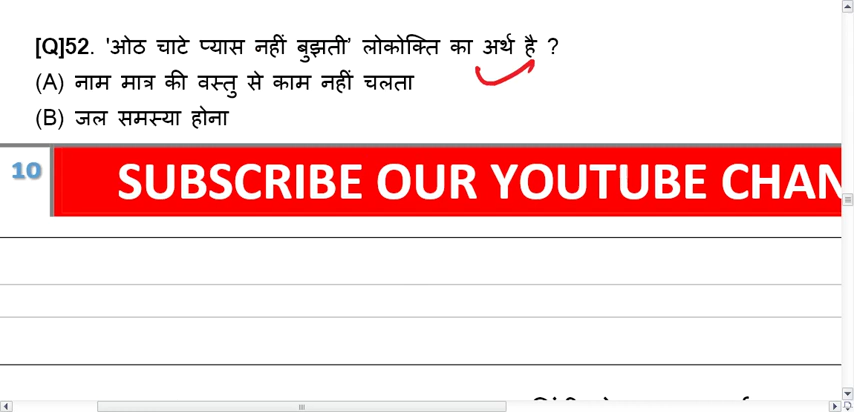 [Q]52. 'ओठ चाटे प्यास नहीं बुझती’ लोकोक्ति का अर्थ है ?
(A) नाम मात्र की वस्तु से काम नहीं चलता
(B) जल समस्या होना
10
SUBSCRIBE OUR YOUTUBE CHAN